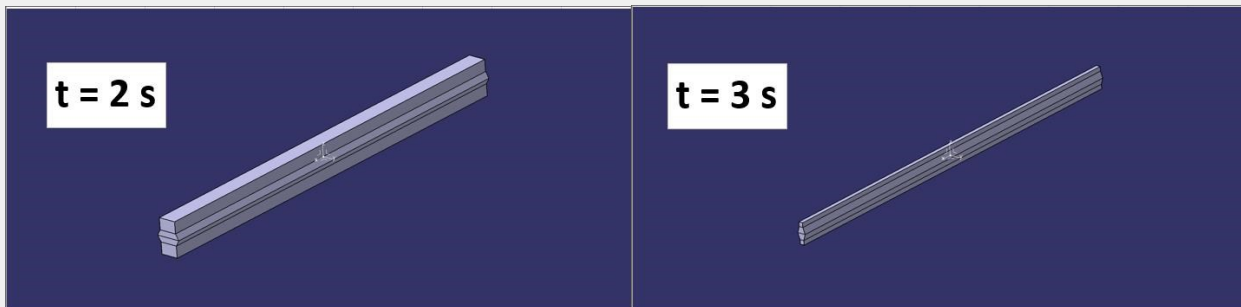 t = 2 s
t = 3 s